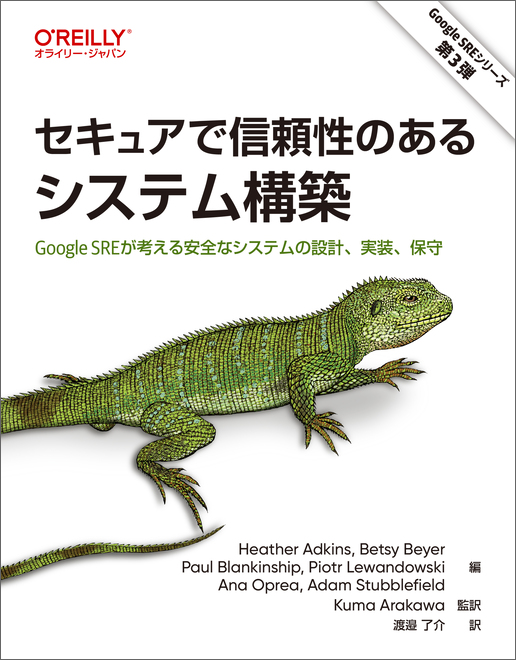 O'REILLY®
オライリー・ジャパン
Google SREシリーズ
第3弾
セキュアで信頼性のある
システム構築
Google SREが考える安全なシステムの設計、実装、保守
Heather Adkins, Betsy Beyer
Paul Blankinship, Piotr Lewandowski 編
Ana Oprea, Adam Stubblefield
Kuma Arakawa 監訳
渡邉 了介 訳